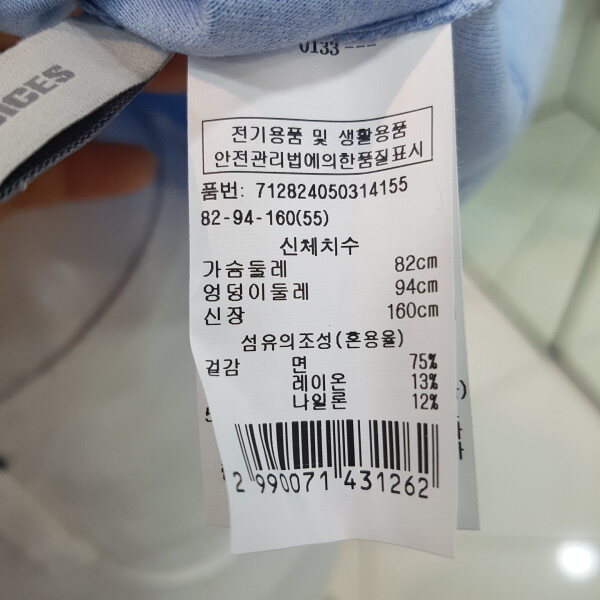 0133---
전기용품 및 생활용품
안전관리법에의한품질표시
품번: 712824050314155
82-94-160(55)
신체치수
가슴둘레 82cm
엉덩이둘레 94cm
신장 160cm
섬유의조성(혼용율)
겉감 면 75%
레이온 13%
나일론 12%
2 990071 431262